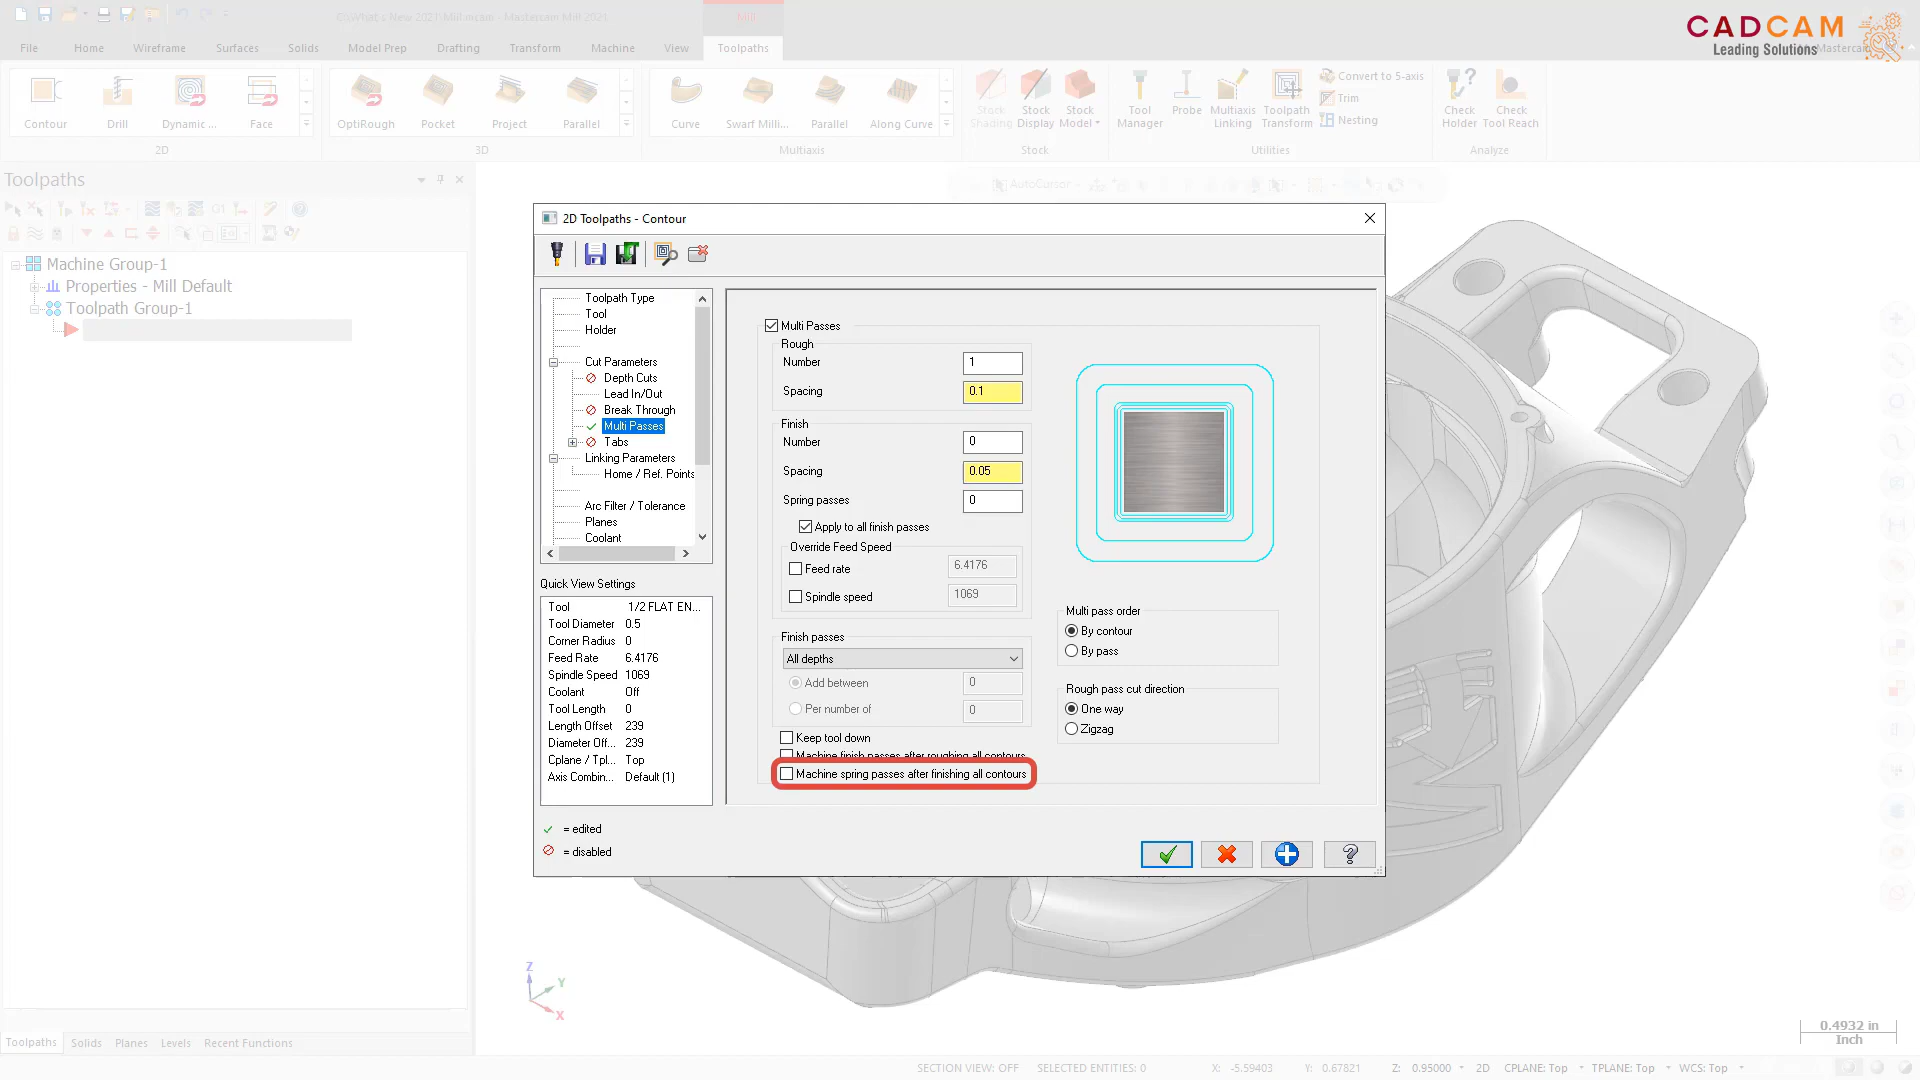 Mill
CADCAM
Leading Solutions
Mastercam
File
Home
Wireframe
Surfaces
Solids
Model Prep
Drafting
Transform
Machine
View
Toolpaths
Contour
Drill
Dynamic ...
Face
2D
OptiRough
Pocket
Project
Parallel
3D
Curve
Swarf Milli...
Parallel
Along Curve
Multiaxis
Stock Shading
Stock Display
Stock Model
Stock
Tool Manager
Probe
Multiaxis Linking
Toolpath Transform
Convert to 5-axis
Trim
Nesting
Utilities
Check Holder
Check Tool Reach
Analyze
Toolpaths
AutoCursor
G1
Machine Group-1
Properties - Mill Default
Toolpath Group-1
2D Toolpaths - Contour
Toolpath Type
Tool
Holder
Cut Parameters
Depth Cuts
Lead In/Out
Break Through
Multi Passes
Tabs
Linking Parameters
Home / Ref. Points
Arc Filter / Tolerance
Planes
Coolant
Quick View Settings
Tool 1/2 FLAT EN...
Tool Diameter 0.5
Corner Radius 0
Feed Rate 6.4176
Spindle Speed 1069
Coolant Off
Tool Length 0
Length Offset 239
Diameter Off... 239
Cplane / Tpl... Top
Axis Combin... Default (1)
= edited
= disabled
Multi Passes
Rough
Number 1
Spacing 0.1
Finish
Number 0
Spacing 0.05
Spring passes 0
Apply to all finish passes
Override Feed Speed
Feed rate 6.4176
Spindle speed 1069
Finish passes
All depths
Add between 0
Per number of 0
Keep tool down
Machine finish passes after roughing all contours
Machine spring passes after finishing all contours
Multi pass order
By contour
By pass
Rough pass cut direction
One way
Zigzag
Z
Y
X
0.4932 in
Inch
Toolpaths
Solids
Planes
Levels
Recent Functions
SECTION VIEW: OFF
SELECTED ENTITIES: 0
X: -5.59403
Y: 0.67821
Z: 0.95000
2D
CPLANE: Top
TPLANE: Top
WCS: Top